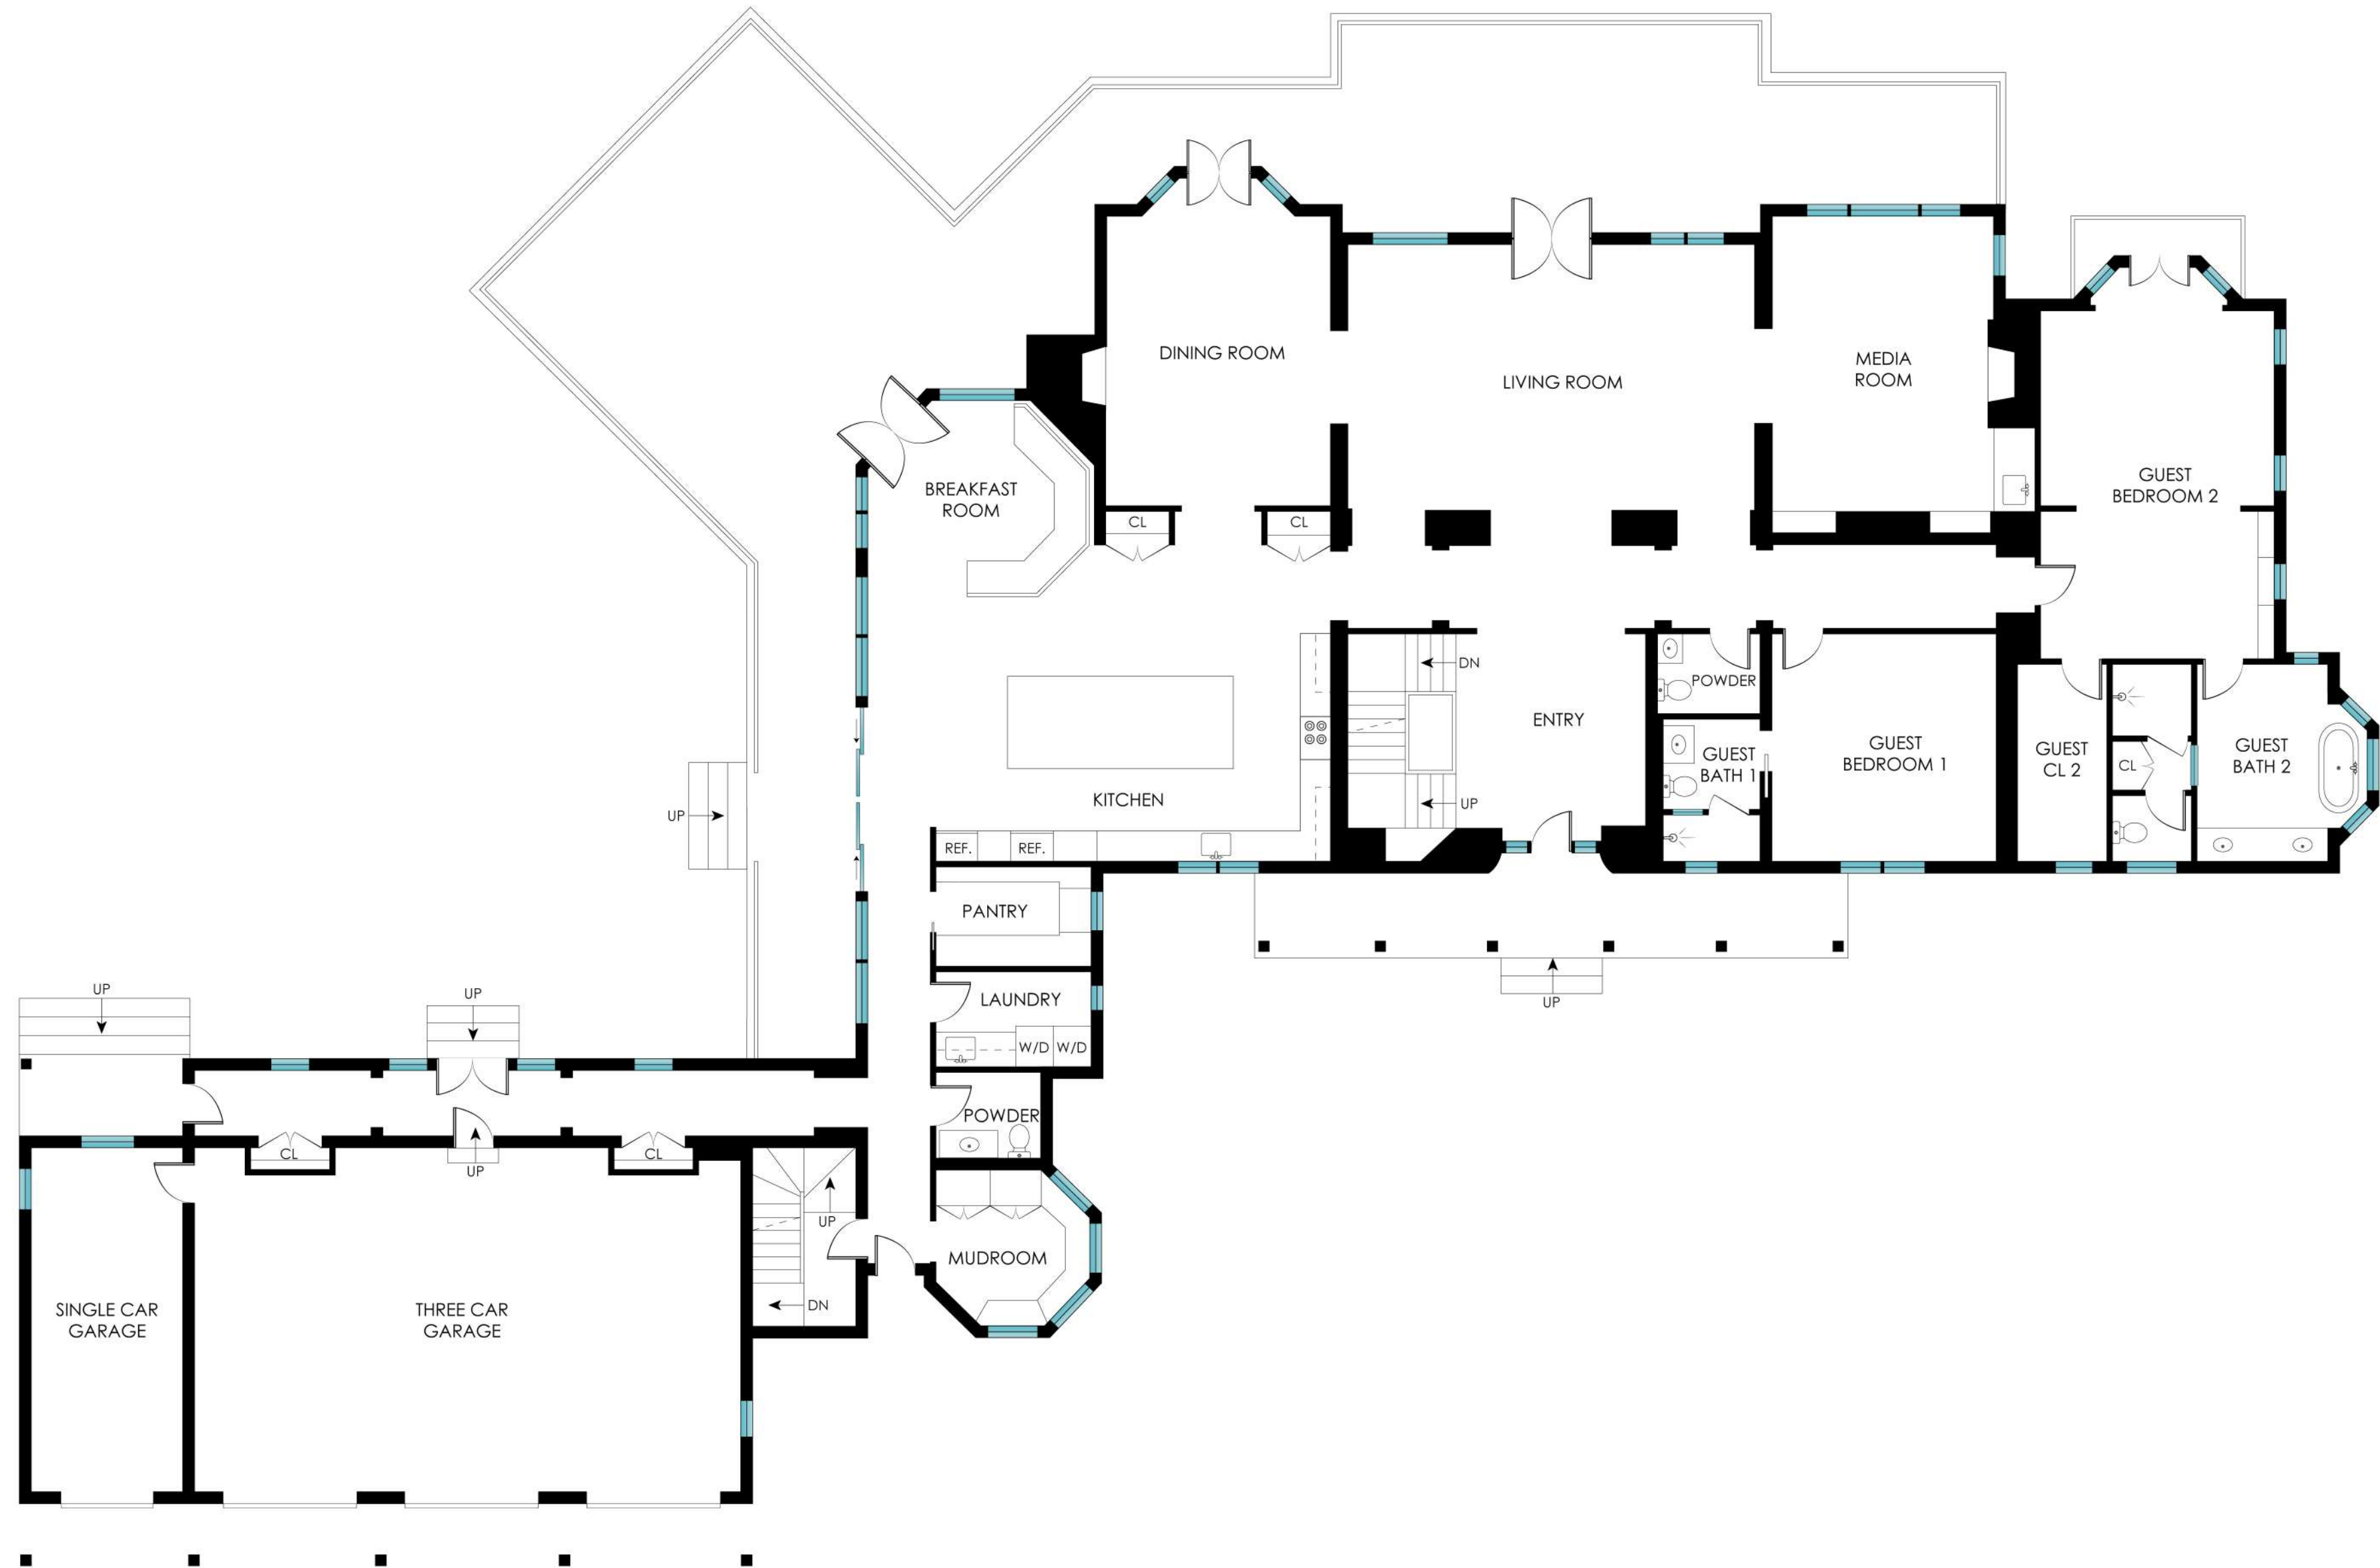 DINING ROOM
LIVING ROOM
MEDIA
ROOM
BREAKFAST
ROOM
GUEST
BEDROOM 2
CL
CL
DN
POWDER
ENTRY
GUEST
BATH 1
GUEST
BEDROOM 1
GUEST
CL 2
CL
GUEST
BATH 2
KITCHEN
UP
UP
REF.
REF.
PANTRY
LAUNDRY
W/D
W/D
UP
UP
UP
POWDER
CL
UP
CL
UP
MUDROOM
DN
SINGLE CAR
GARAGE
THREE CAR
GARAGE